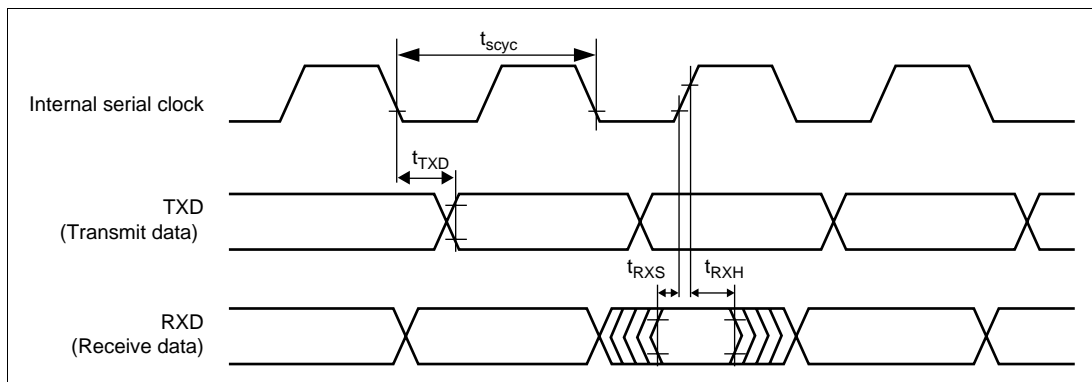 tscyc
Internal serial clock
tTXD
TXD
(Transmit data)
tRXS
tRXH
RXD
(Receive data)